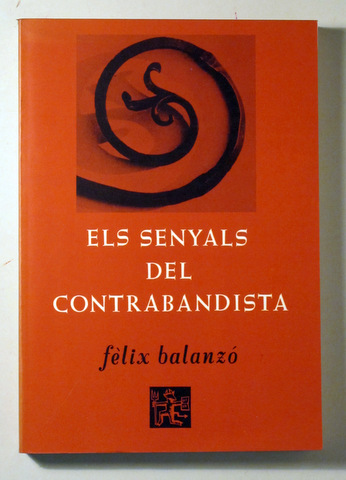 ELS SENYALS
DEL
CONTRABANDISTA
fèlix balanzó